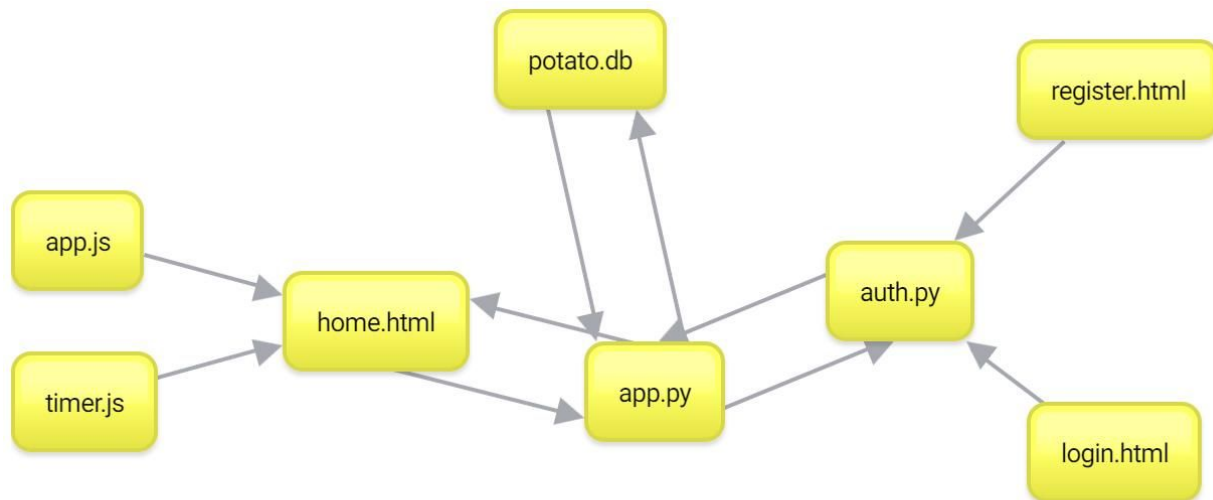 potato.db
register.html
app.js
auth.py
home.html
timer.js
app.py
login.html